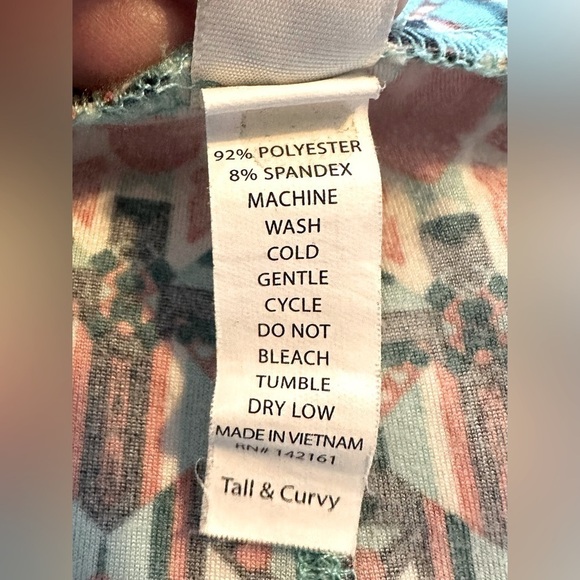 92% POLYESTER
8% SPANDEX
MACHINE
WASH
COLD
GENTLE
CYCLE
DO NOT
BLEACH
TUMBLE
DRY LOW
MADE IN VIETNAM
RN# 142161
Tall & Curvy